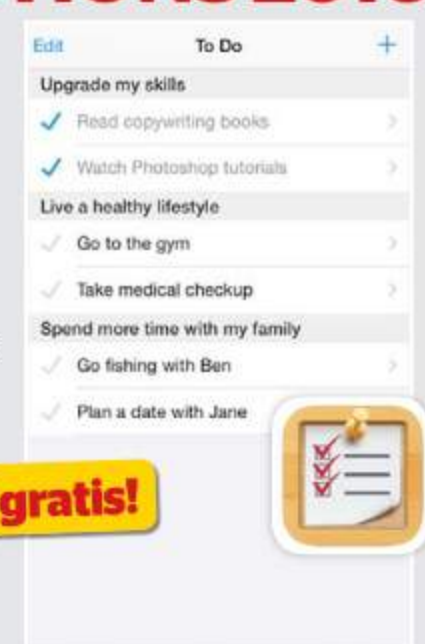 Edit To Do +
Upgrade my skills
Read copywriting books
Watch Photoshop tutorials
Live a healthy lifestyle
Go to the gym
Take medical checkup
Spend more time with my family
Go fishing with Ben
Plan a date with Jane
gratis!